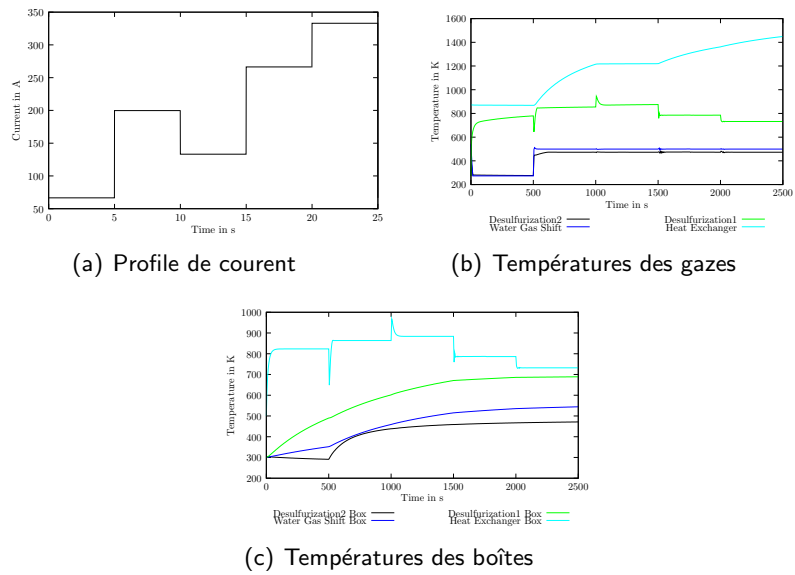 350
300
250
200
150
100
50
0 5 10 15 20 25
Current in A
Time in s
(a) Profile de courent
1600
1400
1200
1000
800
600
400
200
0 500 1000 1500 2000 2500
Temperature in K
Time in s
Desulfurization2
Water Gas Shift
Desulfurization1
Heat Exchanger
(b) Températures des gazes
1000
900
800
700
600
500
400
300
200
0 500 1000 1500 2000 2500
Temperature in K
Time in s
Desulfurization2 Box
Water Gas Shift Box
Desulfurization1 Box
Heat Exchanger Box
(c) Températures des boîtes